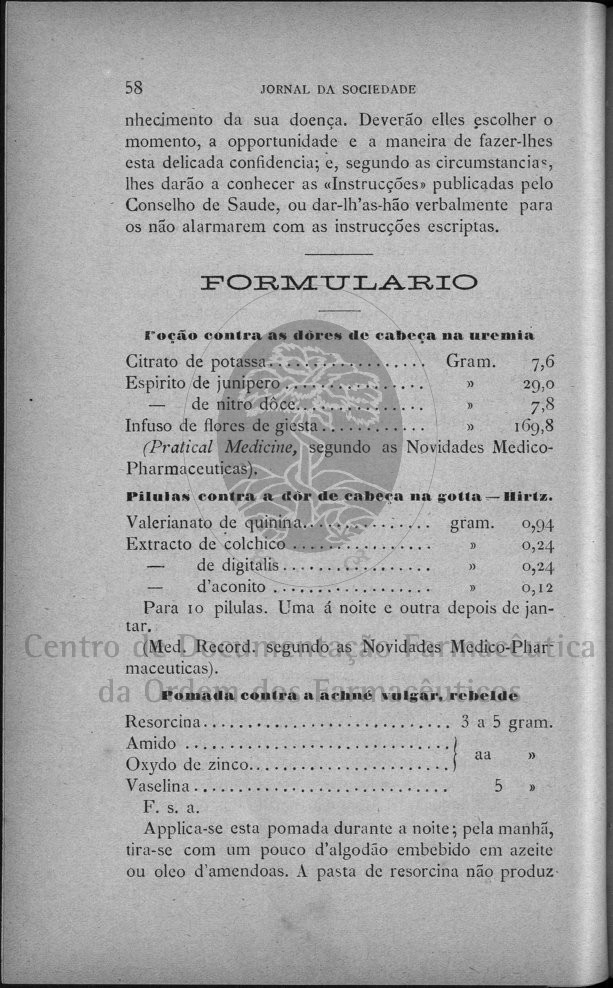 58 JORNAL DA SOCIEDADE
nhecimento da sua doença. Deverão elles escolher o
momento, a opportunidade e a maneira de fazer-lhes
esta delicada confidencia; e, segundo as circumstancias,
lhes darão a conhecer as «Instrucções» publicadas pelo
Conselho de Saude, ou dar-lh'as-hão verbalmente para
os não alarmarem com as instrucções escriptas.
FORMULARIO
Poção contra as dôres de cabeça na uremia
Citrato de potassa.................. Gram. 7,6
Espirito de junipero................ » 29,0
— de nitro dôce............... » 7,8
Infuso de flores de giesta............ » 169,8
(Pratical Medicine, segundo as Novidades Medico-
Pharmaceuticas).
Pilulas contra a dôr de cabeça na gotta — Hirtz.
Valerianato de quinina............... gram. 0,94
Extracto de colchico................ » 0,24
— de digitalis................. » 0,24
— d'aconito.................. » 0,12
Para 10 pilulas. Uma á noite e outra depois de jan-
tar.
(Med. Record. segundo as Novidades Medico-Phar-
maceuticas).
Centro de Documentação Farmacêutica
da Ordem dos Farmacêuticos
Pomada contra a achné vulgar, rebelde
Resorcina............................ 3 a 5 gram.
Amido..............................} aa »
Oxydo de zinco.......................}
Vaselina............................. 5 »
F. s. a.
Applica-se esta pomada durante a noite; pela manhã,
tira-se com um pouco d'algodão embebido em azeite
ou oleo d'amendoas. A pasta de resorcina não produz